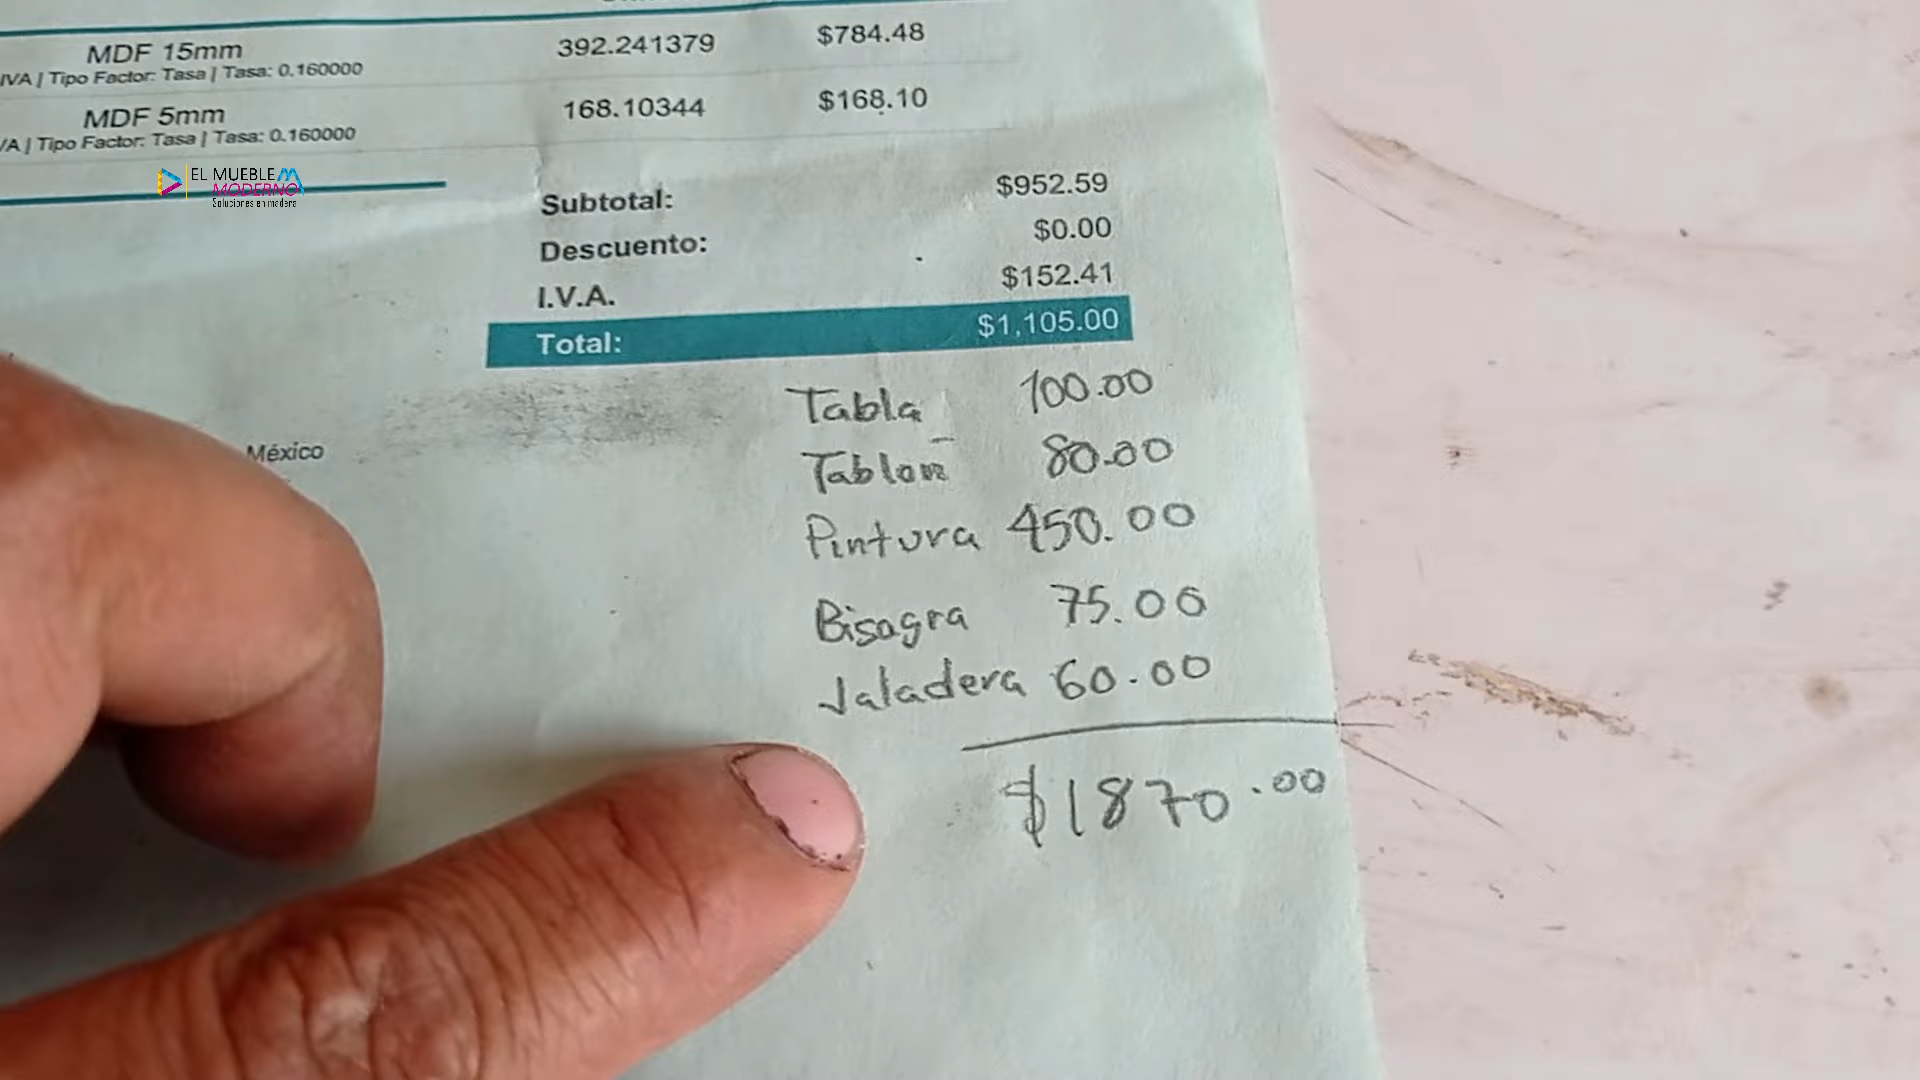 MDF 15mm 392.241379 $784.48
IVA | Tipo Factor: Tasa | Tasa: 0.160000
MDF 5mm 168.10344 $168.10
/A | Tipo Factor: Tasa | Tasa: 0.160000
EL MUEBLE
MODERNO
Soluciones en madera
Subtotal: $952.59
Descuento: $0.00
I.V.A. $152.41
Total: $1,105.00
México
Tabla 100.00
Tablon 80.00
Pintura 450.00
Bisagra 75.00
Jaladera 60.00
$1870.00